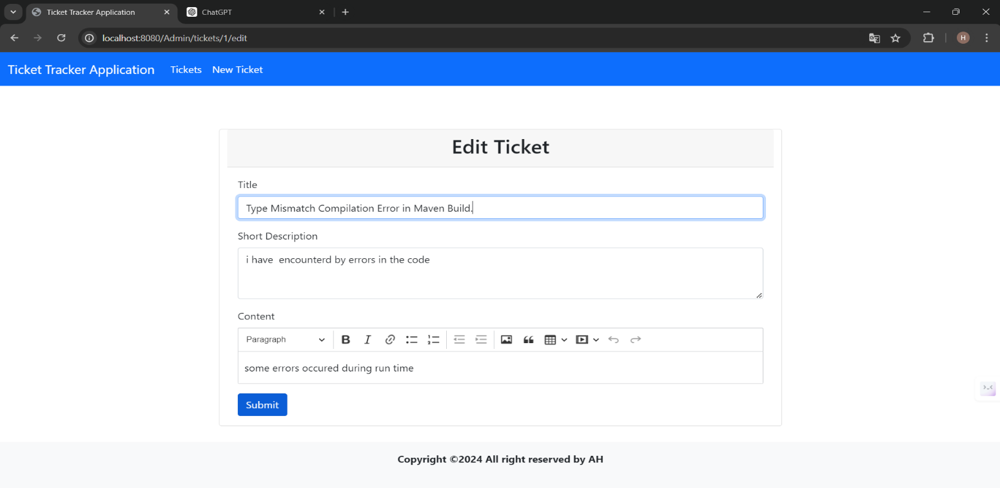 Ticket Tracker Application
ChatGPT
localhost:8080/Admin/tickets/1/edit
H
Ticket Tracker Application Tickets New Ticket
Edit Ticket
Title
Type Mismatch Compilation Error in Maven Build.
Short Description
i have  encounterd by errors in the code
Content
Paragraph
some errors occured during run time
Submit
Copyright ©2024 All right reserved by AH